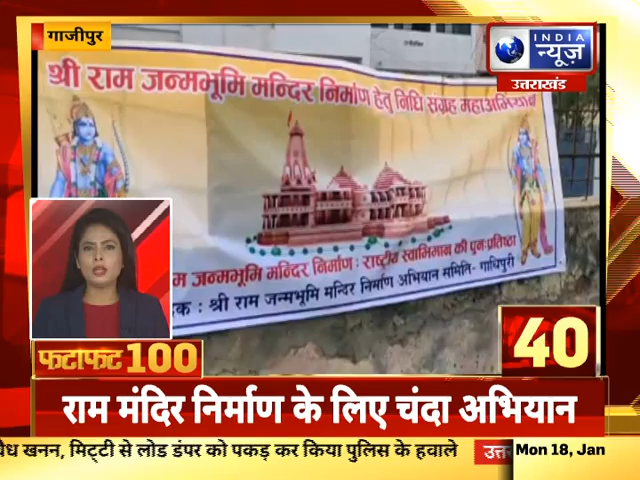 गाजीपुर
INDIA
न्यूज़
उत्तराखंड
श्री राम जन्मभूमि मन्दिर निर्माण हेतु निधि संग्रह महाअभियान
राम जन्मभूमि मन्दिर निर्माण : राष्ट्रीय स्वाभिमान की पुनःप्रतिष्ठा
: श्री राम जन्मभूमि मन्दिर निर्माण अभियान समिति- गाधिपुरी
फटाफट 100
40
राम मंदिर निर्माण के लिए चंदा अभियान
खनन, मिट्टी से लोड डंपर को पकड़ कर किया पुलिस के हवाले
Mon 18, Jan